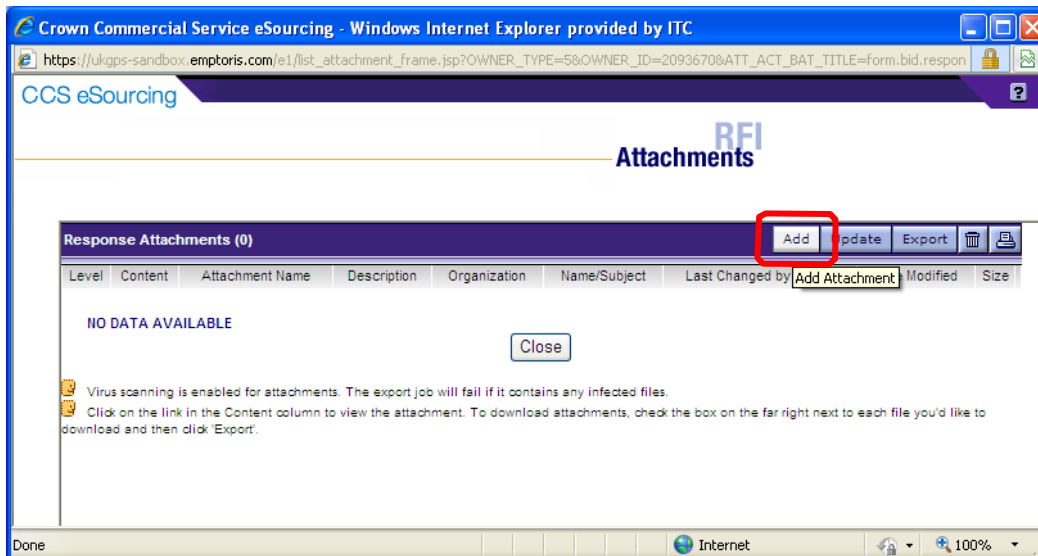 Crown Commercial Service eSourcing - Windows Internet Explorer provided by ITC
https://ukgps-sandbox.emptoris.com/e1/list_attachment_frame.jsp?OWNER_TYPE=5&OWNER_ID=2093670&ATT_ACT_BAT_TITLE=form.bid.respon
CCS eSourcing
?
RFI
Attachments
Response Attachments (0) Add Update Export
Level Content Attachment Name Description Organization Name/Subject Last Changed by Modified Size
Add Attachment
NO DATA AVAILABLE
Close
Virus scanning is enabled for attachments. The export job will fail if it contains any infected files.
Click on the link in the Content column to view the attachment. To download attachments, check the box on the far right next to each file you'd like to
download and then click 'Export'.
Done Internet 100%